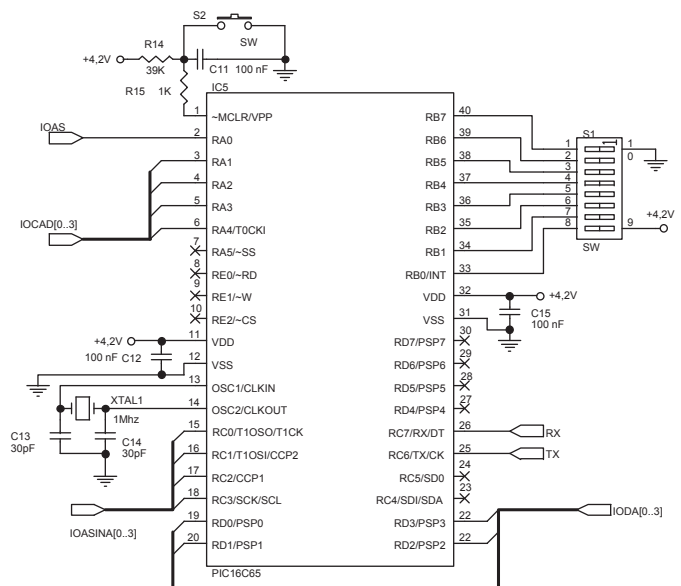 S2
SW
R14
+4,2V
39K
C11 100 nF
R15 1K
IC5
1 ~MCLR/VPP
IOAS
2 RA0
3 RA1
4 RA2
5 RA3
6 RA4/T0CKI
IOCAD[0..3]
7 RA5/~SS
8 RE0/~RD
9 RE1/~W
10 RE2/~CS
+4,2V
11 VDD
100 nF C12
12 VSS
13 OSC1/CLKIN
XTAL1
14 OSC2/CLKOUT
1Mhz
C13
30pF
C14
30pF
15 RC0/T1OSO/T1CK
16 RC1/T1OSI/CCP2
17 RC2/CCP1
18 RC3/SCK/SCL
IOASINA[0..3]
19 RD0/PSP0
20 RD1/PSP1
PIC16C65
RB7 40
RB6 39
RB5 38
RB4 37
RB3 36
RB2 35
RB1 34
RB0/INT 33
S1
1
2
3
4
5
6
7
8
1
1
0
9
+4,2V
SW
VDD 32
+4,2V
VSS 31
C15
100 nF
RD7/PSP7 30
RD6/PSP6 29
RD5/PSP5 28
RD4/PSP4 27
RC7/RX/DT 26
RX
RC6/TX/CK 25
TX
RC5/SD0 24
RC4/SDI/SDA 23
RD3/PSP3 22
RD2/PSP2 22
IODA[0..3]